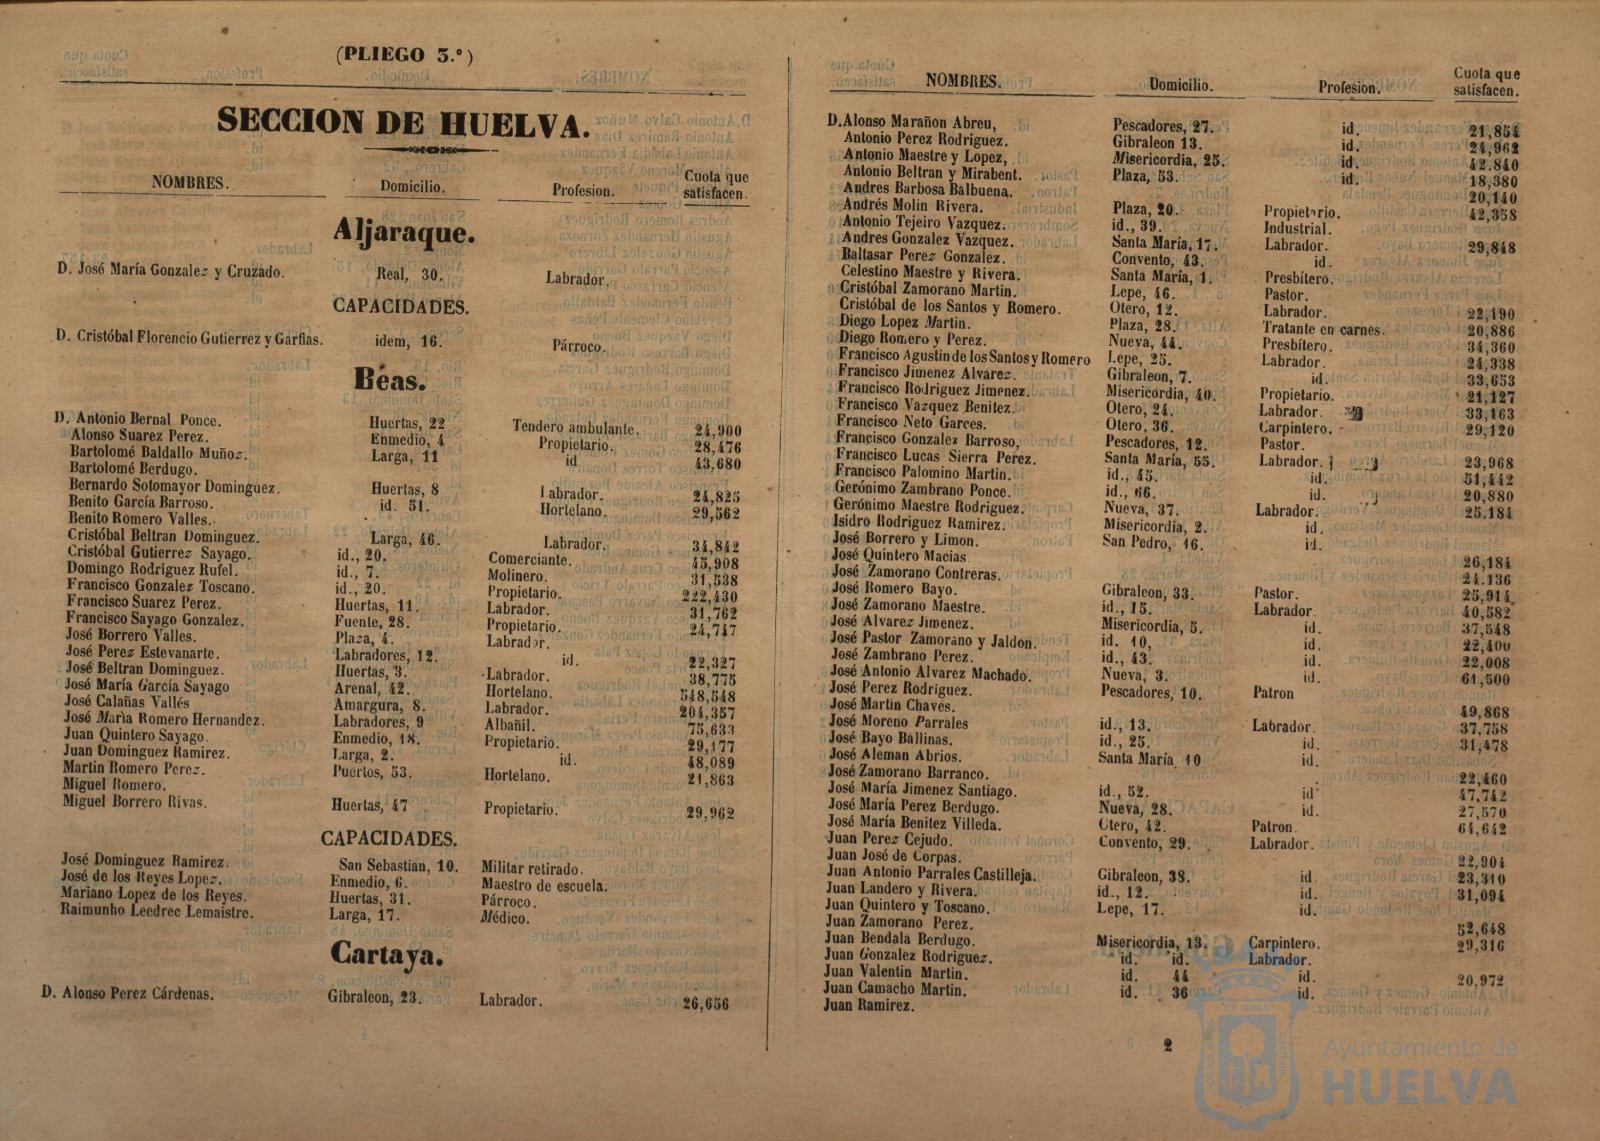 (PLIEGO 3.º)
SECCION DE HUELVA.
NOMBRES. Domicilio. Profesion. Cuota que satisfacen.
Aljaraque.
D. José María Gonzalez y Cruzado. Real, 30. Labrador.
CAPACIDADES.
D. Cristóbal Florencio Gutierrez y Garfias. idem, 16. Párroco.
Béas.
D. Antonio Bernal Ponce. Huertas, 22 Tendero ambulante. 24,900
Alonso Suarez Perez. Enmedio, 4 Propietario. 28,476
Bartolomé Baldallo Muñoz. Larga, 11 id 43,680
Bartolomé Berdugo.
Bernardo Sotomayor Dominguez. Huertas, 8 Labrador. 24,825
Benito García Barroso. id. 51. Hortelano. 29,562
Benito Romero Valles.
Cristóbal Beltran Dominguez. Larga, 46. Labrador. 34,842
Cristóbal Gutierrez Sayago. id., 20. Comerciante. 45,908
Domingo Rodriguez Rufel. id., 7. Molinero. 31,538
Francisco Gonzalez Toscano. id., 20. Propietario. 222,430
Francisco Suarez Perez. Huertas, 11. Labrador. 31,762
Francisco Sayago Gonzalez. Fuente, 28. Propietario. 24,747
José Borrero Valles. Plaza, 4. Labrador.
José Perez Estevanarte. Labradores, 12. id. 22,327
José Beltran Dominguez. Huertas, 3. Labrador. 38,775
José María García Sayago Arenal, 42. Hortelano. 548,548
José Calañas Vallés Amargura, 8. Labrador. 204,357
José María Romero Hernandez. Labradores, 9 Albañil. 75,633
Juan Quintero Sayago. Enmedio, 18. Propietario. 29,177
Juan Dominguez Ramirez. Larga, 2. id. 48,089
Martin Romero Perez. Puertos, 53. Hortelano. 21,863
Miguel Romero.
Miguel Borrero Rivas. Huertas, 47 Propietario. 29,962
CAPACIDADES.
José Dominguez Ramirez. San Sebastian, 10. Militar retirado.
José de los Reyes Lopez. Enmedio, 6. Maestro de escuela.
Mariano Lopez de los Reyes. Huertas, 31. Párroco.
Raimunho Leedrec Lemaistre. Larga, 17. Médico.
Cartaya.
D. Alonso Perez Cárdenas. Gibraleon, 23. Labrador. 26,656
NOMBRES. Domicilio. Profesion. Cuota que satisfacen.
D. Alonso Marañon Abreu, Pescadores, 27. id. 21,854
Antonio Perez Rodriguez. Gibraleon 13. id. 24,962
Antonio Maestre y Lopez, Misericordia, 25. id. 42.840
Antonio Beltran y Mirabent. Plaza, 53. id. 18,380
Andres Barbosa Balbuena. 20,140
Andrés Molin Rivera. Plaza, 20. Propietario. 42,358
Antonio Tejeiro Vazquez. id., 39. Industrial.
Andres Gonzalez Vazquez. Santa María, 17. Labrador. 29,848
Baltasar Perez Gonzalez. Convento, 43. id.
Celestino Maestre y Rivera. Santa María, 1. Presbítero.
Cristóbal Zamorano Martin. Lepe, 46. Pastor.
Cristóbal de los Santos y Romero. Otero, 12. Labrador. 22,190
Diego Lopez Martin. Plaza, 28. Tratante en carnes. 20,886
Diego Romero y Perez. Nueva, 44. Presbítero. 34,360
Francisco Agustin de los Santos y Romero Lepe, 25. Labrador. 24,338
Francisco Jimenez Alvarez. Gibraleon, 7. id. 33,653
Francisco Rodriguez Jimenez. Misericordia, 40. Propietario. 21,127
Francisco Vazquez Benitez. Otero, 24. Labrador. 33,163
Francisco Neto Garces. Otero, 36. Carpintero. 29,120
Francisco Gonzalez Barroso, Pescadores, 12. Pastor.
Francisco Lucas Sierra Perez. Santa María, 55. Labrador. 23,968
Francisco Palomino Martin. id., 45. id. 51,442
Gerónimo Zambrano Ponce. id., 66. id. 20,880
Gerónimo Maestre Rodriguez. Nueva, 37. Labrador. 25.184
Isidro Rodriguez Ramirez. Misericordia, 2. id.
José Borrero y Limon. San Pedro, 16. id.
José Quintero Macias. 26,184
José Zamorano Contreras. 24.136
José Romero Bayo. Gibraleon, 33. Pastor. 25,914
José Zamorano Maestre. id., 15. Labrador. 40,582
José Alvarez Jimenez. Misericordia, 5. id. 37,548
José Pastor Zamorano y Jaldon. id. 10, id. 22,400
José Zambrano Perez. id., 43. id. 22,008
José Antonio Alvarez Machado. Nueva, 3. id. 61,500
José Perez Rodriguez. Pescadores, 10. Patron
José Martin Chaves. 49,868
José Moreno Parrales id., 13. Labrador. 37,758
José Bayo Ballinas. id., 25. id. 31,478
José Aleman Abrios. Santa María, 10 id.
José Zamorano Barranco. 22,460
José María Jimenez Santiago. id., 52. id 47,742
José María Perez Berdugo. Nueva, 28. id. 27,570
José María Benitez Villeda. Otero, 42. Patron. 64,642
Juan Perez Cejudo. Convento, 29. Labrador.
Juan José de Corpas. 22,904
Juan Antonio Parrales Castilleja. Gibraleon, 38. id. 23,310
Juan Landero y Rivera. id., 12. id. 31,094
Juan Quintero y Toscano. Lepe, 17. id.
Juan Zamorano Perez. 52,648
Juan Bendala Berdugo. Misericordia, 13. Carpintero. 29,316
Juan Gonzalez Rodriguez. id. id. Labrador.
Juan Valentin Martin. id. 44 id. 20,972
Juan Camacho Martin. id. 36 id.
Juan Ramirez.
2
Ayuntamiento de
HUELVA